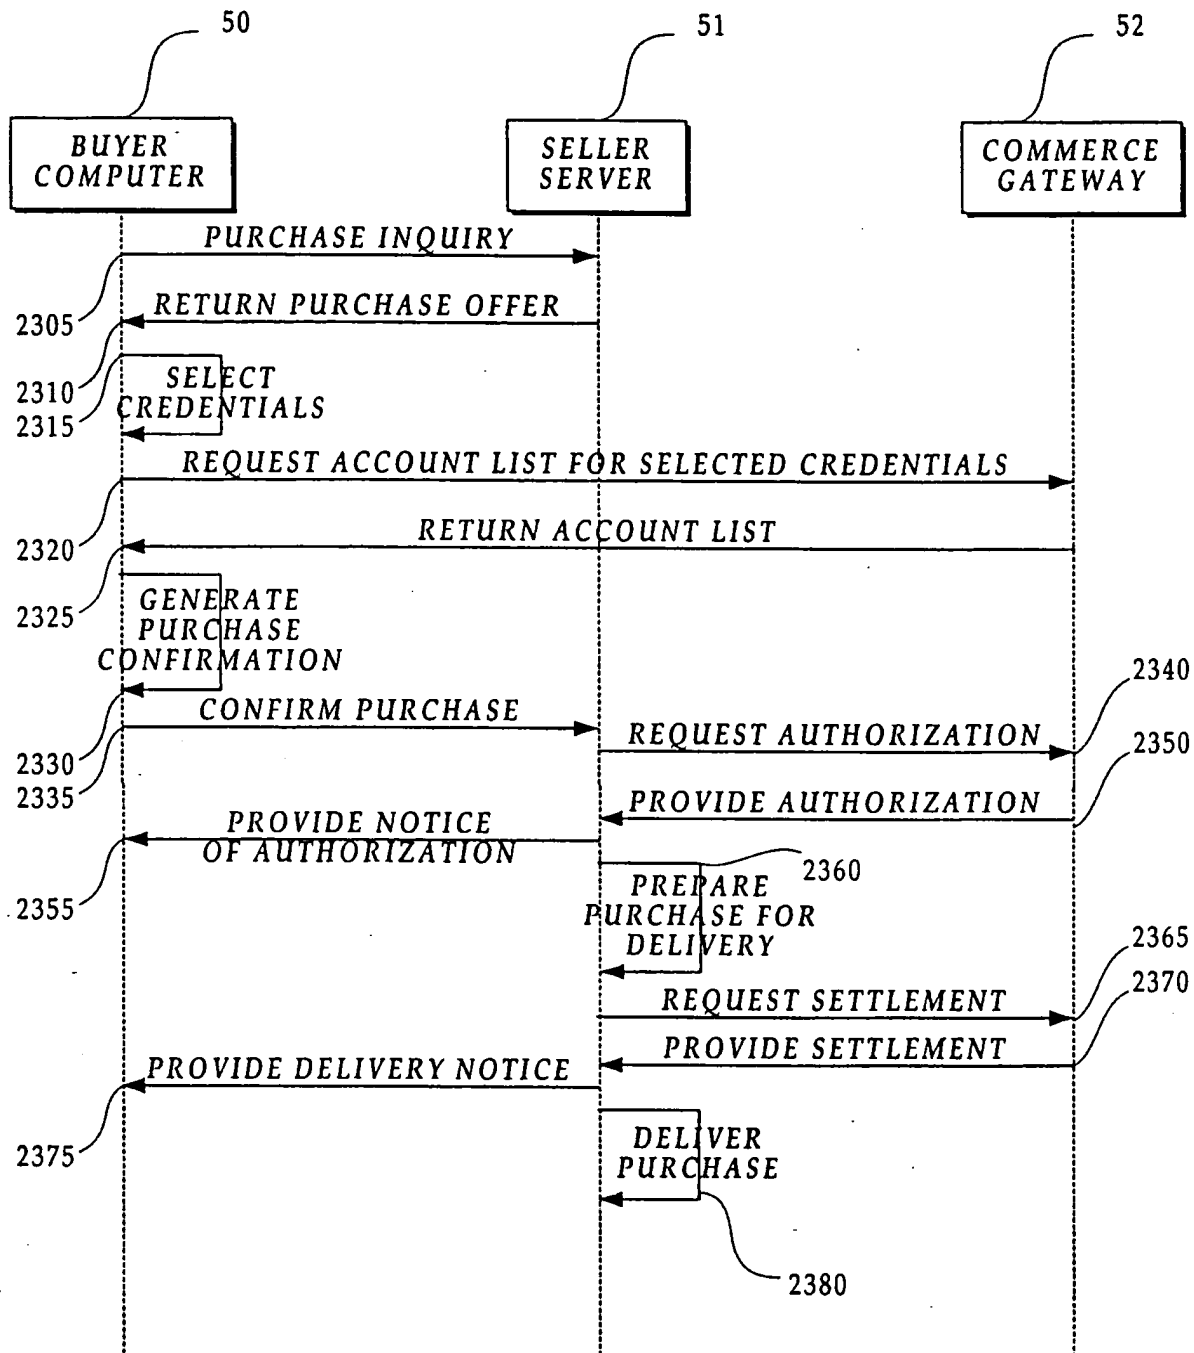 50
51
52
BUYER
COMPUTER
SELLER
SERVER
COMMERCE
GATEWAY
PURCHASE INQUIRY
2305
RETURN PURCHASE OFFER
2310
SELECT
CREDENTIALS
2315
REQUEST ACCOUNT LIST FOR SELECTED CREDENTIALS
2320
RETURN ACCOUNT LIST
2325
GENERATE
PURCHASE
CONFIRMATION
2330
CONFIRM PURCHASE
2335
REQUEST AUTHORIZATION
2340
PROVIDE AUTHORIZATION
2350
PROVIDE NOTICE
OF AUTHORIZATION
2355
2360
PREPARE
PURCHASE FOR
DELIVERY
REQUEST SETTLEMENT
2365
PROVIDE SETTLEMENT
2370
PROVIDE DELIVERY NOTICE
2375
DELIVER
PURCHASE
2380